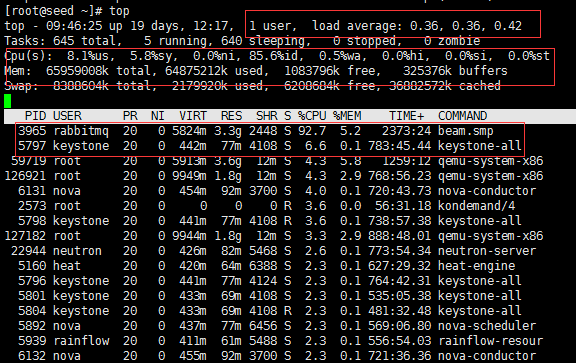 [root@seed ~]# top
top - 09:46:25 up 19 days, 12:17, 1 user, load average: 0.36, 0.36, 0.42
Tasks: 645 total, 5 running, 640 sleeping, 0 stopped, 0 zombie
Cpu(s): 8.1%us, 5.8%sy, 0.0%ni, 85.6%id, 0.5%wa, 0.0%hi, 0.0%si, 0.0%st
Mem: 65959008k total, 64875212k used, 1083796k free, 325376k buffers
Swap: 8388604k total, 2179920k used, 6208684k free, 36882572k cached
PID USER PR NI VIRT RES SHR S %CPU %MEM TIME+ COMMAND
3965 rabbitmq 20 0 5824m 3.3g 2448 S 92.7 5.2 2373:24 beam.smp
5797 keystone 20 0 442m 77m 4108 S 6.6 0.1 783:45.44 keystone-all
59719 root 20 0 5913m 3.6g 12m S 4.3 5.8 1259:12 qemu-system-x86
126921 root 20 0 9949m 1.8g 12m S 4.3 2.9 768:56.23 qemu-system-x86
6131 nova 20 0 454m 92m 3700 S 4.0 0.1 720:43.73 nova-conductor
2573 root 20 0 0 0 0 R 3.6 0.0 56:31.18 kondemand/4
5798 keystone 20 0 441m 77m 4108 R 3.6 0.1 738:57.38 keystone-all
127182 root 20 0 9944m 1.8g 12m S 3.3 2.9 888:48.01 qemu-system-x86
22944 neutron 20 0 426m 82m 5468 S 2.6 0.1 773:54.34 neutron-server
5160 heat 20 0 420m 64m 6388 S 2.3 0.1 627:29.32 heat-engine
5796 keystone 20 0 441m 77m 4124 S 2.3 0.1 764:42.31 keystone-all
5801 keystone 20 0 433m 69m 4108 S 2.3 0.1 535:05.38 keystone-all
5804 keystone 20 0 433m 69m 4108 R 2.3 0.1 481:32.48 keystone-all
5892 nova 20 0 437m 77m 6456 S 2.3 0.1 569:06.80 nova-scheduler
5939 rainflow 20 0 411m 61m 5488 S 2.3 0.1 556:54.03 rainflow-resour
6132 nova 20 0 455m 92m 3700 S 2.3 0.1 721:36.36 nova-conductor